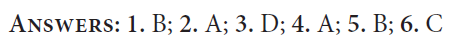 ANSWERS: 1. B; 2. A; 3. D; 4. A; 5. B; 6. C